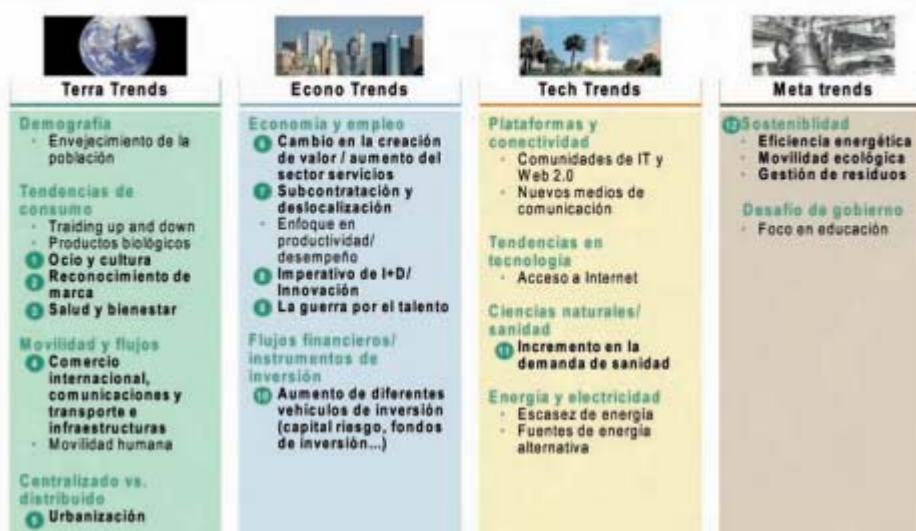 Terra Trends
Demografía
Envejecimiento de la
población
Tendencias de
consumo
Traiding up and down
Productos biológicos
1 Ocio y cultura
2 Reconocimiento de
marca
3 Salud y bienestar
Movilidad y flujos
4 Comercio
internacional,
comunicaciones y
transporte e
infraestructuras
Movilidad humana
Centralizado vs.
distribuido
5 Urbanización
Econo Trends
Economía y empleo
6 Cambio en la creación
de valor / aumento del
sector servicios
7 Subcontratación y
deslocalización
Enfoque en
productividad/
desempeño
8 Imperativo de I+D/
Innovación
9 La guerra por el talento
Flujos financieros/
instrumentos de
inversión
10 Aumento de diferentes
vehículos de inversión
(capital riesgo, fondos
de inversión...)
Tech Trends
Plataformas y
conectividad
Comunidades de IT y
Web 2.0
Nuevos medios de
comunicación
Tendencias en
tecnología
Acceso a Internet
Ciencias naturales/
sanidad
11 Incremento en la
demanda de sanidad
Energía y electricidad
Escasez de energía
Fuentes de energía
alternativa
Meta trends
12 Sosteniblidad
Eficiencia energética
Movilidad ecológica
Gestión de residuos
Desafío de gobierno
Foco en educación